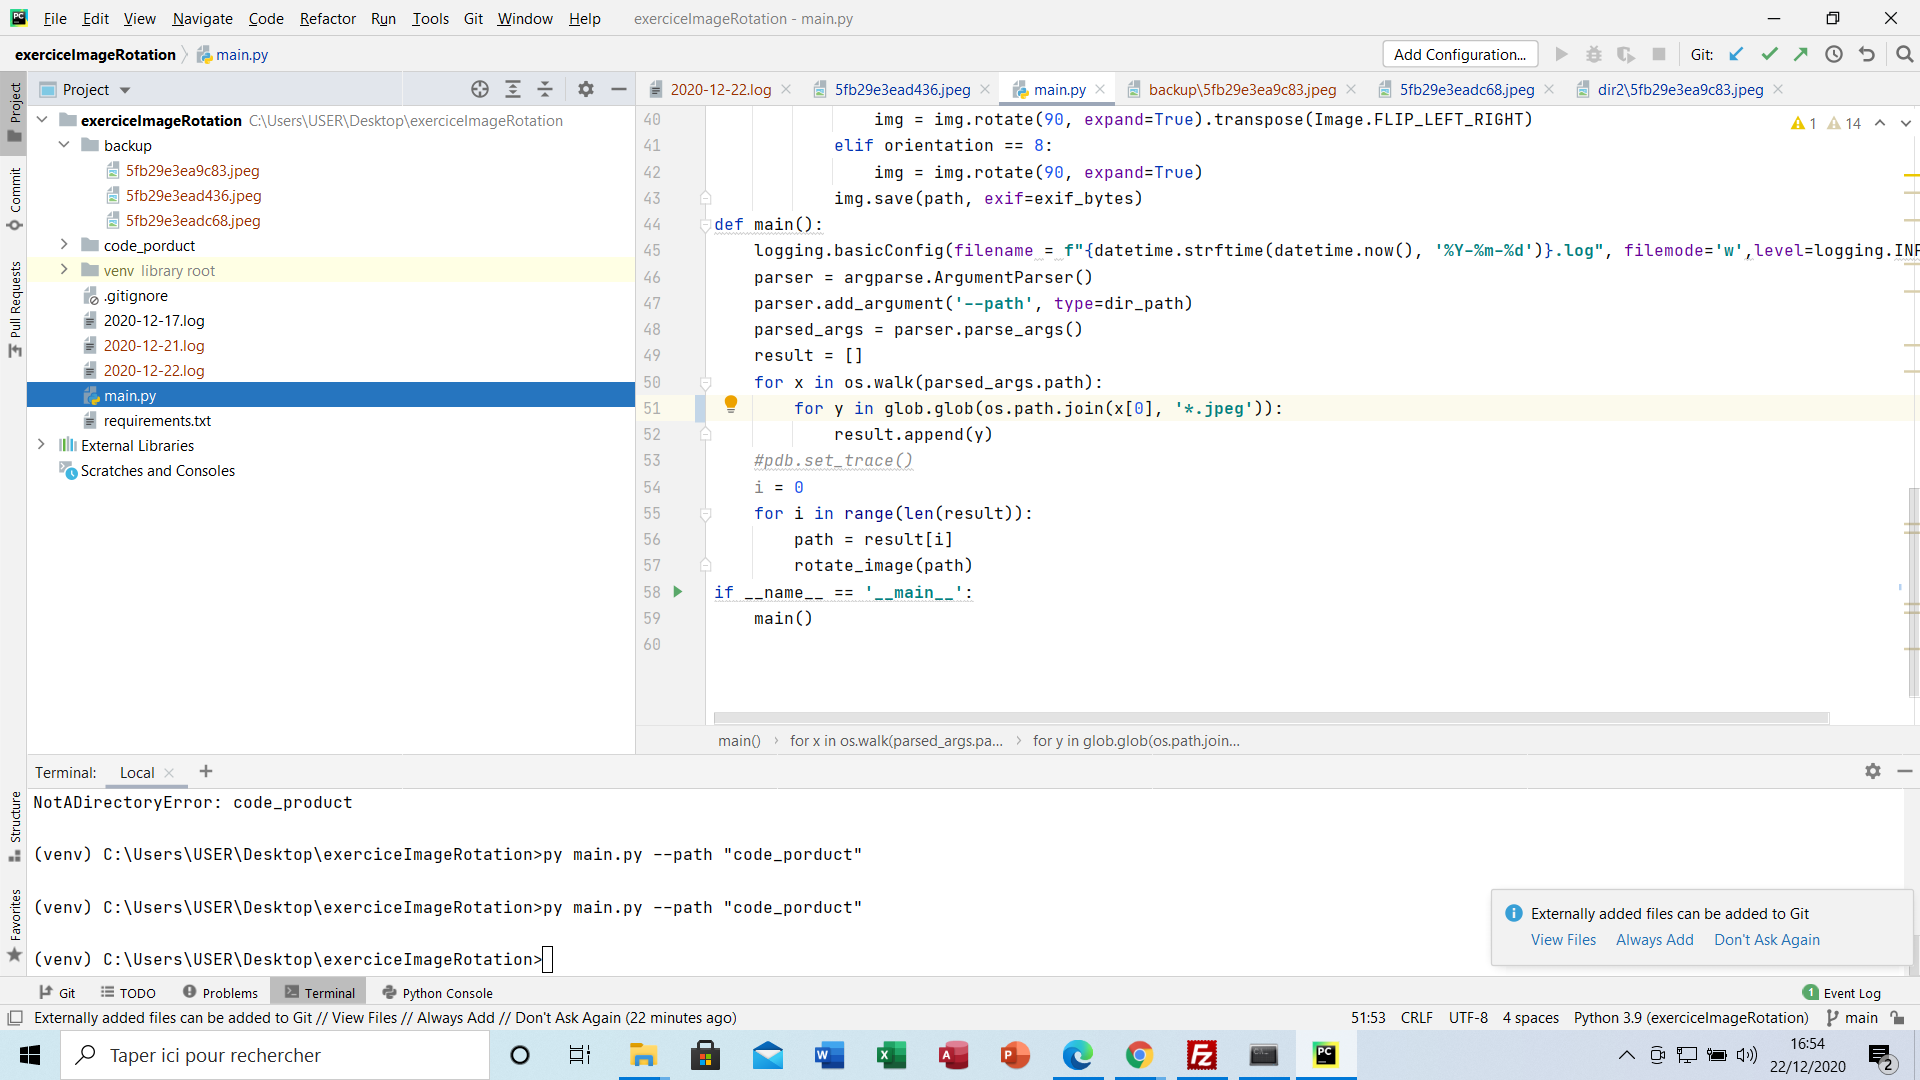 File Edit View Navigate Code Refactor Run Tools Git Window Help exerciceImageRotation - main.py
exerciceImageRotation main.py Add Configuration... Git:
Project
2020-12-22.log 5fb29e3ead436.jpeg main.py backup\5fb29e3ea9c83.jpeg 5fb29e3eadc68.jpeg dir2\5fb29e3ea9c83.jpeg
Project
Commit
Pull Requests
Structure
Favorites
exerciceImageRotation C:\Users\USER\Desktop\exerciceImageRotation
backup
5fb29e3ea9c83.jpeg
5fb29e3ead436.jpeg
5fb29e3eadc68.jpeg
code_porduct
venv library root
.gitignore
2020-12-17.log
2020-12-21.log
2020-12-22.log
main.py
requirements.txt
External Libraries
Scratches and Consoles
1 14
40 img = img.rotate(90, expand=True).transpose(Image.FLIP_LEFT_RIGHT)
41 elif orientation == 8:
42 img = img.rotate(90, expand=True)
43 img.save(path, exif=exif_bytes)
44 def main():
45 logging.basicConfig(filename = f"{datetime.strftime(datetime.now(), '%Y-%m-%d')}.log", filemode='w',level=logging.INF
46 parser = argparse.ArgumentParser()
47 parser.add_argument('--path', type=dir_path)
48 parsed_args = parser.parse_args()
49 result = []
50 for x in os.walk(parsed_args.path):
51 for y in glob.glob(os.path.join(x[0], '*.jpeg')):
52 result.append(y)
53 #pdb.set_trace()
54 i = 0
55 for i in range(len(result)):
56 path = result[i]
57 rotate_image(path)
58 if __name__ == '__main__':
59 main()
60
main() for x in os.walk(parsed_args.pa... for y in glob.glob(os.path.join...
Terminal: Local
NotADirectoryError: code_product
(venv) C:\Users\USER\Desktop\exerciceImageRotation>py main.py --path "code_porduct"
(venv) C:\Users\USER\Desktop\exerciceImageRotation>py main.py --path "code_porduct"
(venv) C:\Users\USER\Desktop\exerciceImageRotation>
Externally added files can be added to Git
View Files Always Add Don't Ask Again
Git TODO Problems Terminal Python Console 1 Event Log
Externally added files can be added to Git // View Files // Always Add // Don't Ask Again (22 minutes ago) 51:53 CRLF UTF-8 4 spaces Python 3.9 (exerciceImageRotation) main
Taper ici pour rechercher
16:54
22/12/2020
2